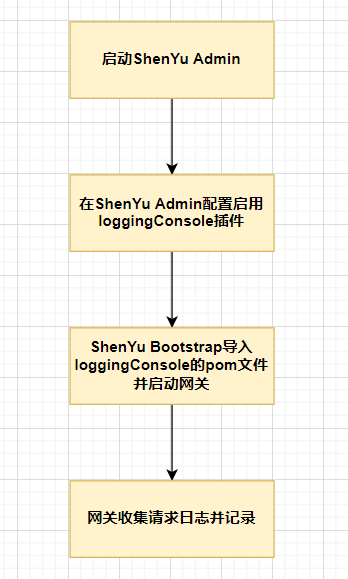 启动ShenYu Admin
在ShenYu Admin配置启用
loggingConsole插件
ShenYu Bootstrap导入
loggingConsole的pom文件
并启动网关
网关收集请求日志并记录